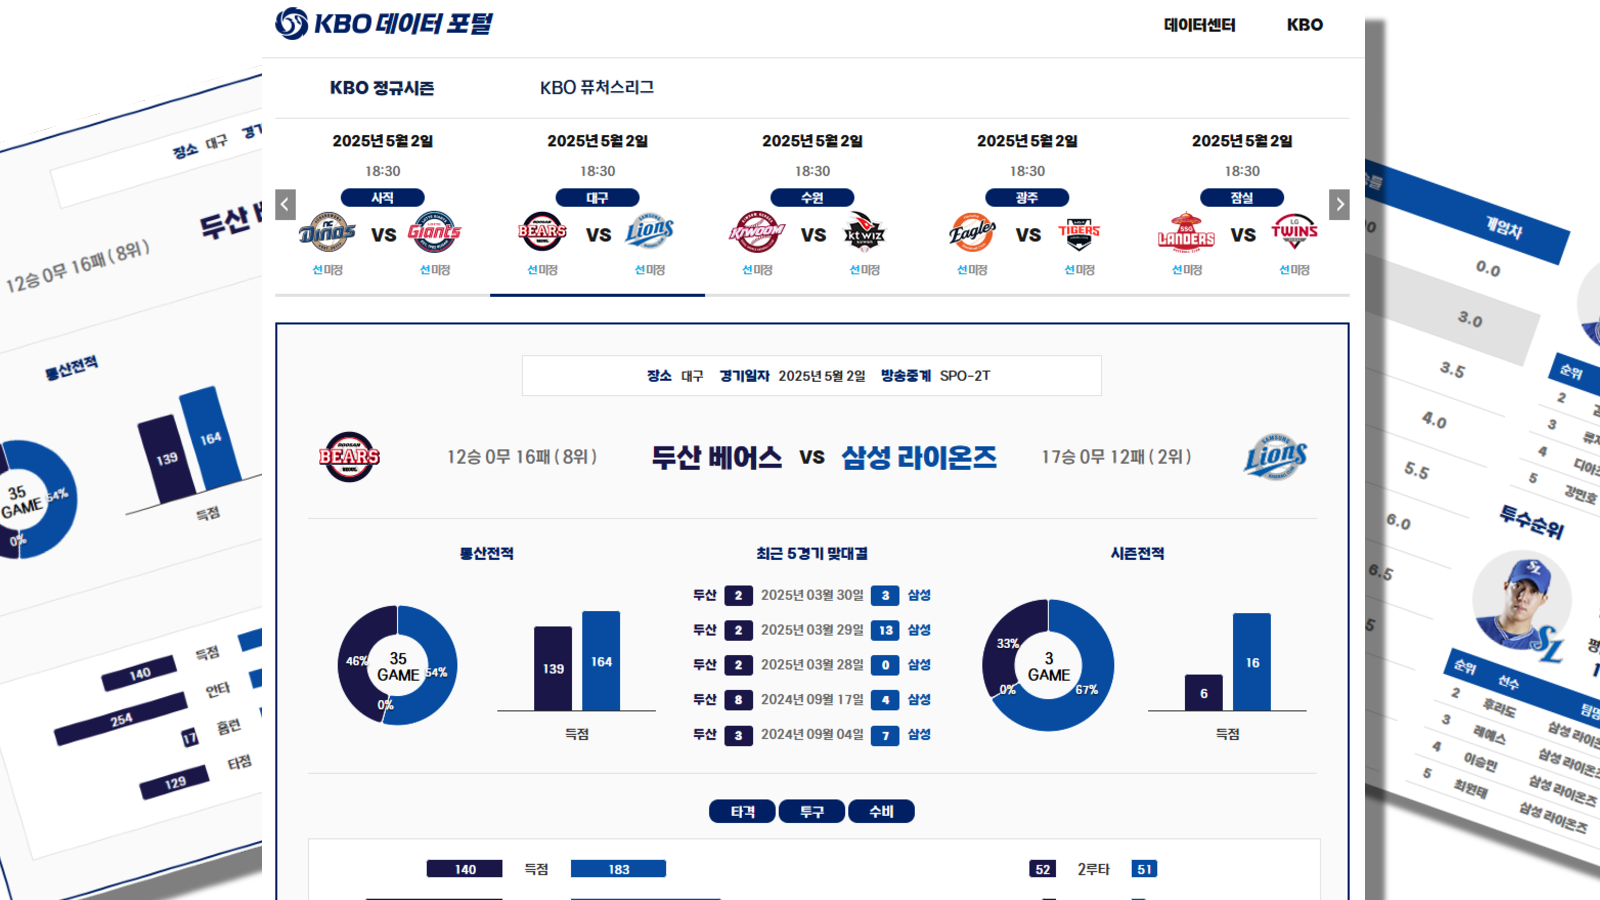 KBO 데이터 포털
데이터센터 KBO
KBO 정규시즌 KBO 퓨처스리그
2025년 5월 2일 2025년 5월 2일 2025년 5월 2일 2025년 5월 2일 2025년 5월 2일
18:30 18:30 18:30 18:30 18:30
사직 대구 수원 광주 잠실
NC Dinos VS Giants DOOSAN BEARS VS SAMSUNG Lions KIWOOM VS kt wiz Eagles VS TIGERS SSG LANDERS VS LG TWINS
선 미정 선 미정 선 미정 선 미정 선 미정 선 미정 선 미정 선 미정 선 미정 선 미정
장소 대구 경기일자 2025년 5월 2일 방송중계 SPO-2T
DOOSAN BEARS 12승 0무 16패 ( 8위 ) 두산 베어스 VS 삼성 라이온즈 17승 0무 12패 ( 2위 ) SAMSUNG Lions
통산전적
46% 35 GAME 54%
0%
139 164
득점
최근 5경기 맞대결
두산 2 2025년 03월 30일 3 삼성
두산 2 2025년 03월 29일 13 삼성
두산 2 2025년 03월 28일 0 삼성
두산 8 2024년 09월 17일 4 삼성
두산 3 2024년 09월 04일 7 삼성
시즌전적
33% 3 GAME
0% 67%
6 16
득점
타격 투구 수비
140 득점 183 52 2루타 51
장소 대구
두산
12승 0무 16패 ( 8위 )
통산전적
35 GAME 54%
0%
139 164
득점
140 득점
254 안타
17 홈런
129 타점
게임차
0.0
3.0
3.5
4.0
5.5
6.0
6.5
순위
2
3
4
5 강민호
투수순위
순위 선수
2 후라도 삼성 라이온즈
3 레예스 삼성 라이온즈
4 이승민 삼성 라이온즈
5 최원태 삼성 라이온즈